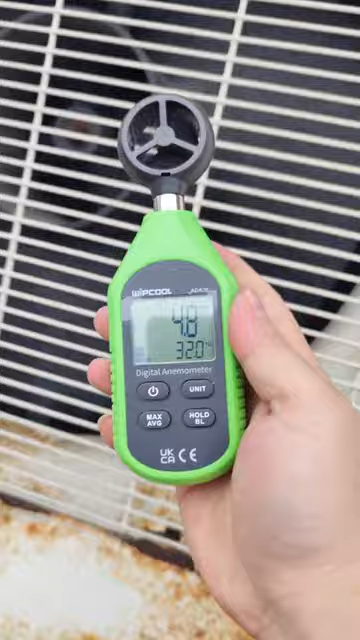 WIPCOOL
4.8
32.0
Digital Anemometer
UNIT
MAX
AVG
HOLD
BL
UK
CA CE